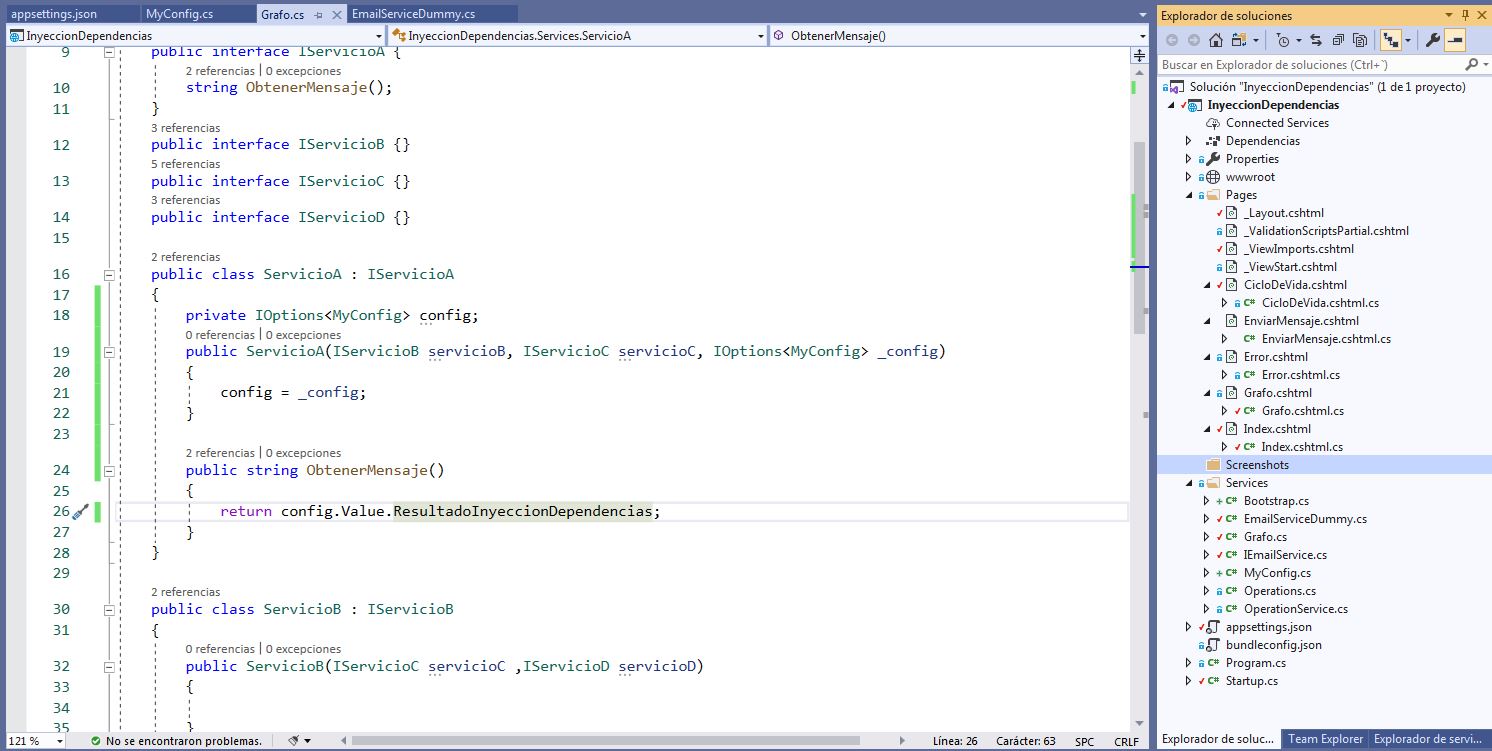 appsettings.json MyConfig.cs Grafo.cs EmailServiceDummy.cs
InyeccionDependencias InyeccionDependencias.Services.ServicioA ObtenerMensaje()
9 public interface IServicioA {
2 referencias | 0 excepciones
10 string ObtenerMensaje();
11 }
3 referencias
12 public interface IServicioB {}
5 referencias
13 public interface IServicioC {}
3 referencias
14 public interface IServicioD {}
15
2 referencias
16 public class ServicioA : IServicioA
17 {
18 private IOptions<MyConfig> config;
0 referencias | 0 excepciones
19 public ServicioA(IServicioB servicioB, IServicioC servicioC, IOptions<MyConfig> _config)
20 {
21 config = _config;
22 }
23
2 referencias | 0 excepciones
24 public string ObtenerMensaje()
25 {
26 return config.Value.ResultadoInyeccionDependencias;
27 }
28 }
29
2 referencias
30 public class ServicioB : IServicioB
31 {
0 referencias | 0 excepciones
32 public ServicioB(IServicioC servicioC ,IServicioD servicioD)
33 {
34
35 }
121 % No se encontraron problemas. Línea: 26 Carácter: 63 SPC CRLF
Explorador de soluciones
Buscar en Explorador de soluciones (Ctrl+`)
Solución "InyeccionDependencias" (1 de 1 proyecto)
InyeccionDependencias
Connected Services
Dependencias
Properties
wwwroot
Pages
_Layout.cshtml
_ValidationScriptsPartial.cshtml
_ViewImports.cshtml
_ViewStart.cshtml
CicloDeVida.cshtml
C# CicloDeVida.cshtml.cs
EnviarMensaje.cshtml
C# EnviarMensaje.cshtml.cs
Error.cshtml
C# Error.cshtml.cs
Grafo.cshtml
C# Grafo.cshtml.cs
Index.cshtml
C# Index.cshtml.cs
Screenshots
Services
C# Bootstrap.cs
C# EmailServiceDummy.cs
C# Grafo.cs
C# IEmailService.cs
C# MyConfig.cs
C# Operations.cs
C# OperationService.cs
appsettings.json
bundleconfig.json
C# Program.cs
C# Startup.cs
Explorador de soluc... Team Explorer Explorador de servi...